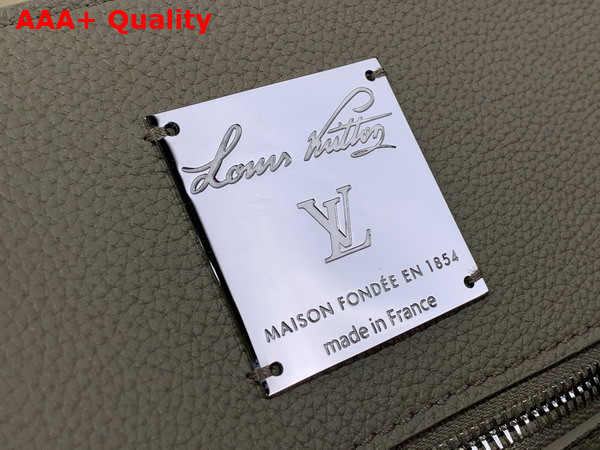 AAA+ Quality
Louis Vuitton
LV
MAISON FONDÉE EN 1854
made in France